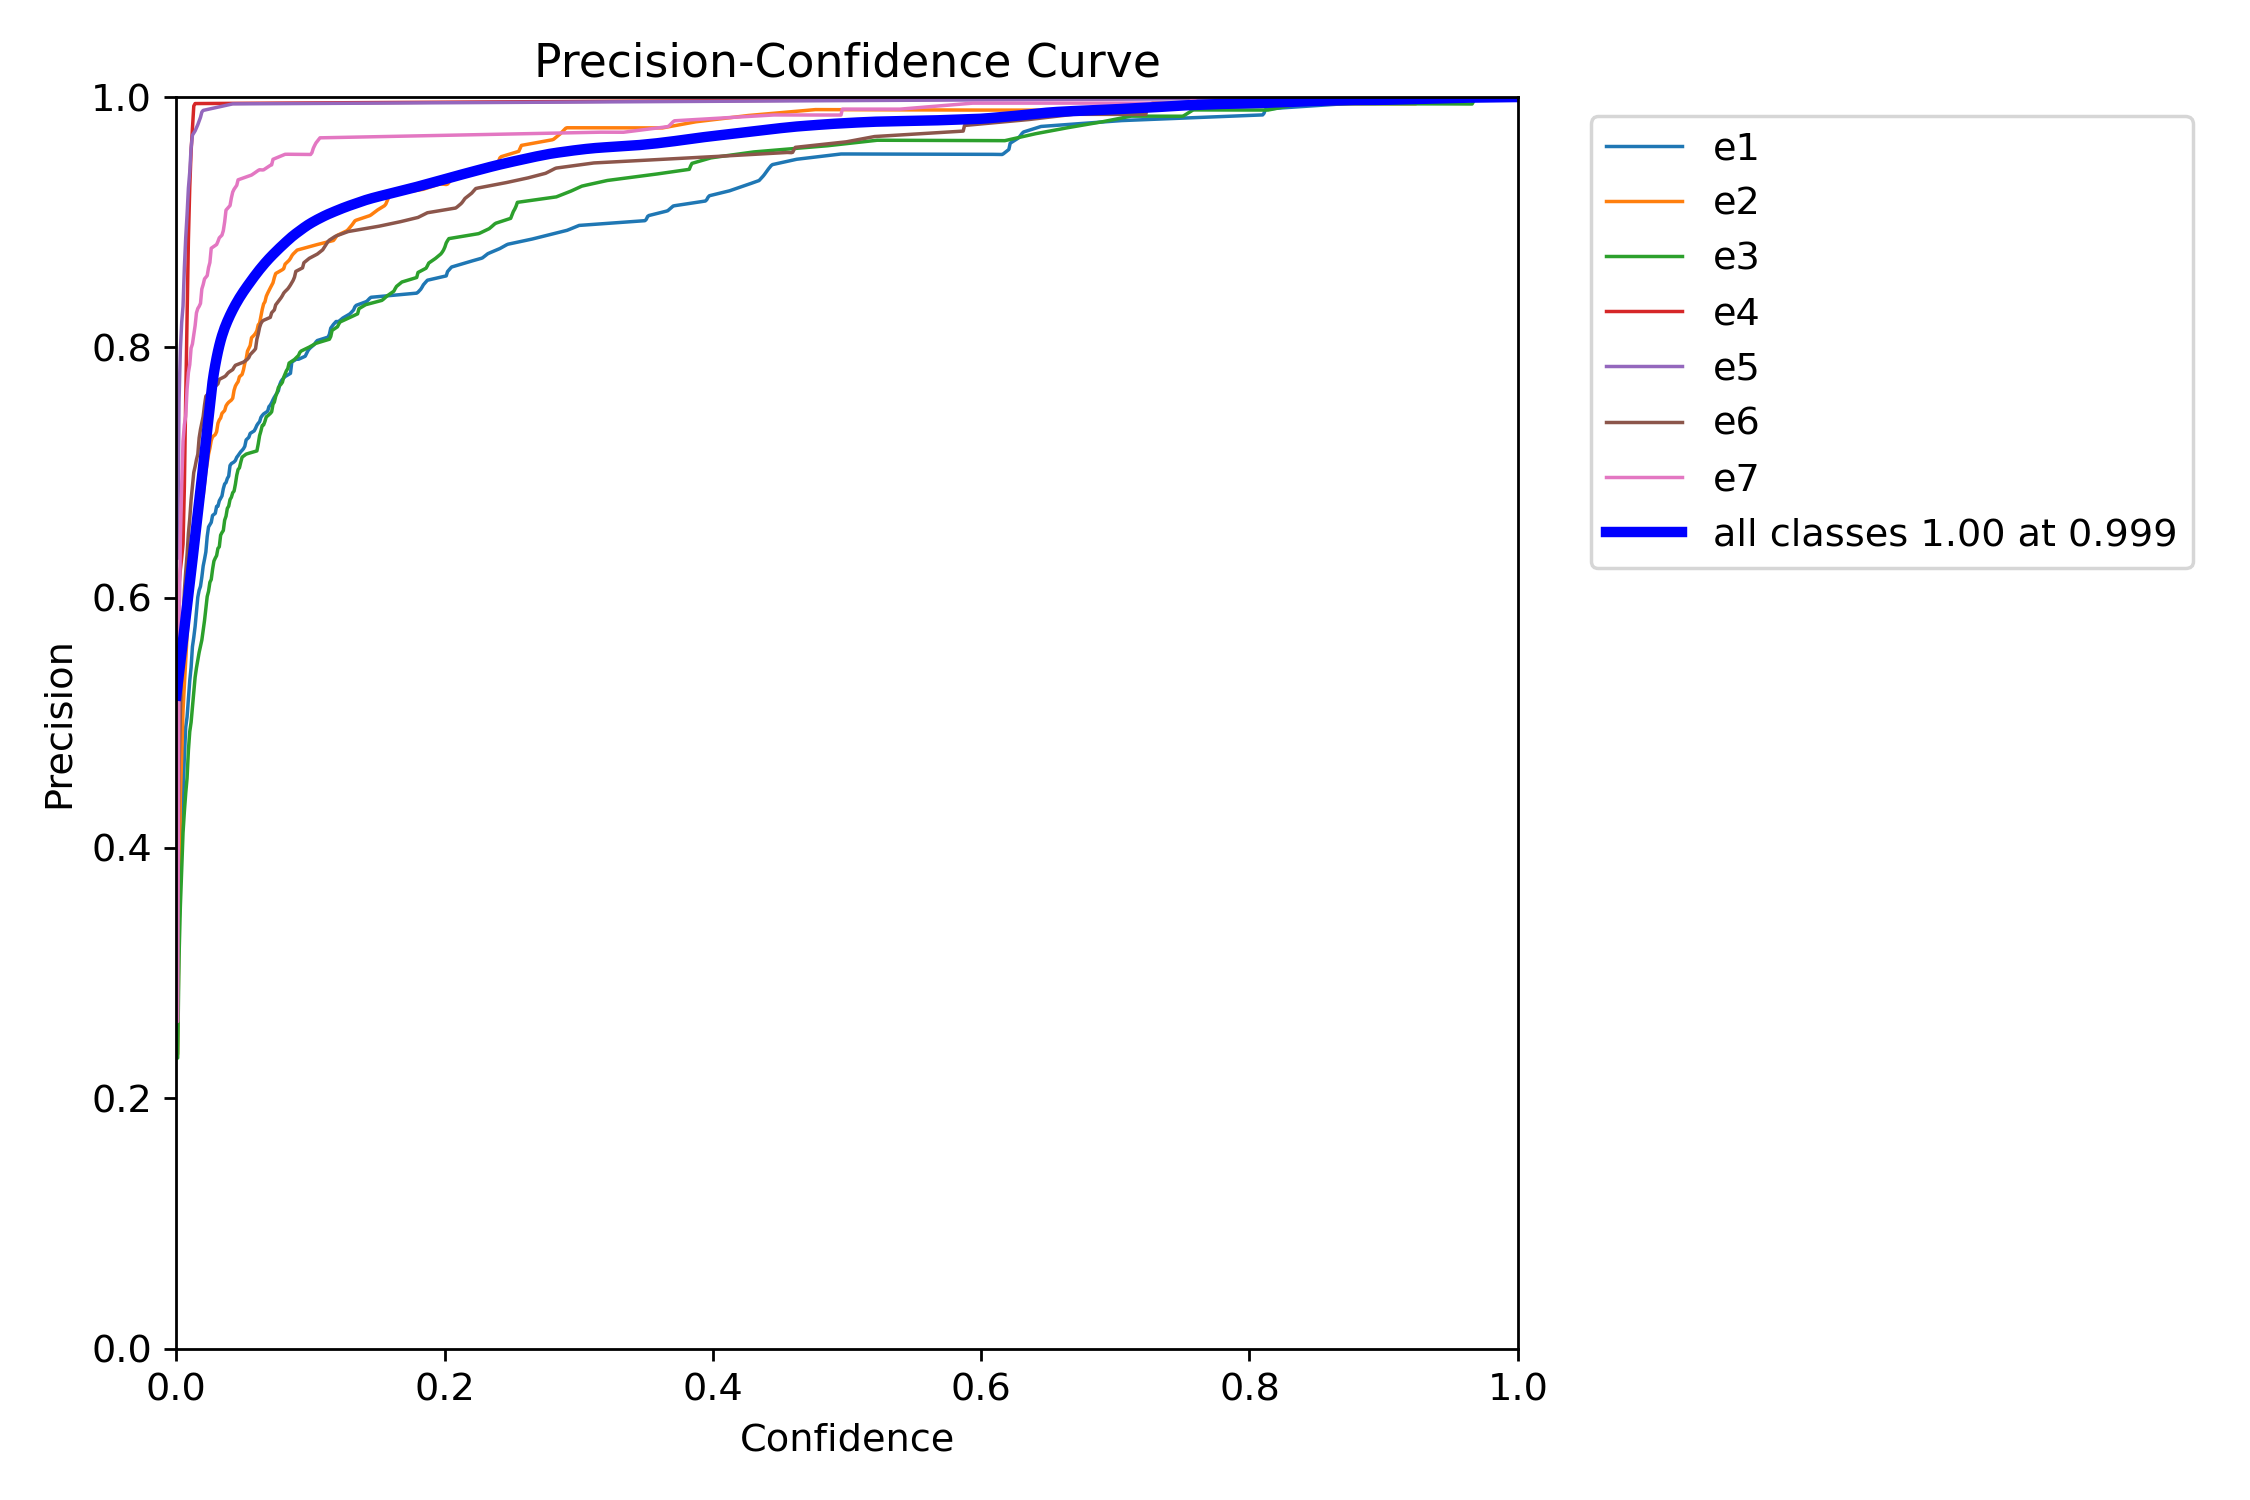 Precision-Confidence Curve
1.0
0.8
0.6
0.4
0.2
0.0
Precision
0.0 0.2 0.4 0.6 0.8 1.0
Confidence
e1
e2
e3
e4
e5
e6
e7
all classes 1.00 at 0.999